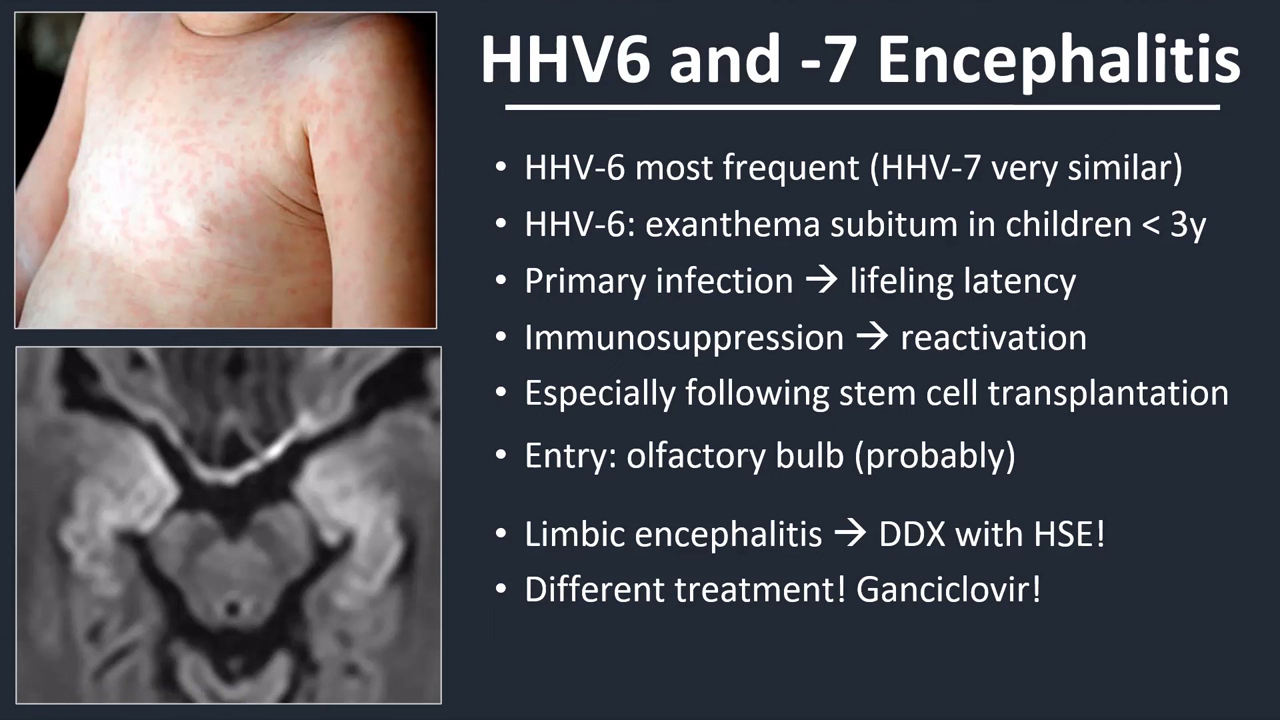 HHV6 and -7 Encephalitis
• HHV-6 most frequent (HHV-7 very similar)
• HHV-6: exanthema subitum in children < 3y
• Primary infection → lifeling latency
• Immunosuppression → reactivation
• Especially following stem cell transplantation
• Entry: olfactory bulb (probably)
• Limbic encephalitis → DDX with HSE!
• Different treatment! Ganciclovir!